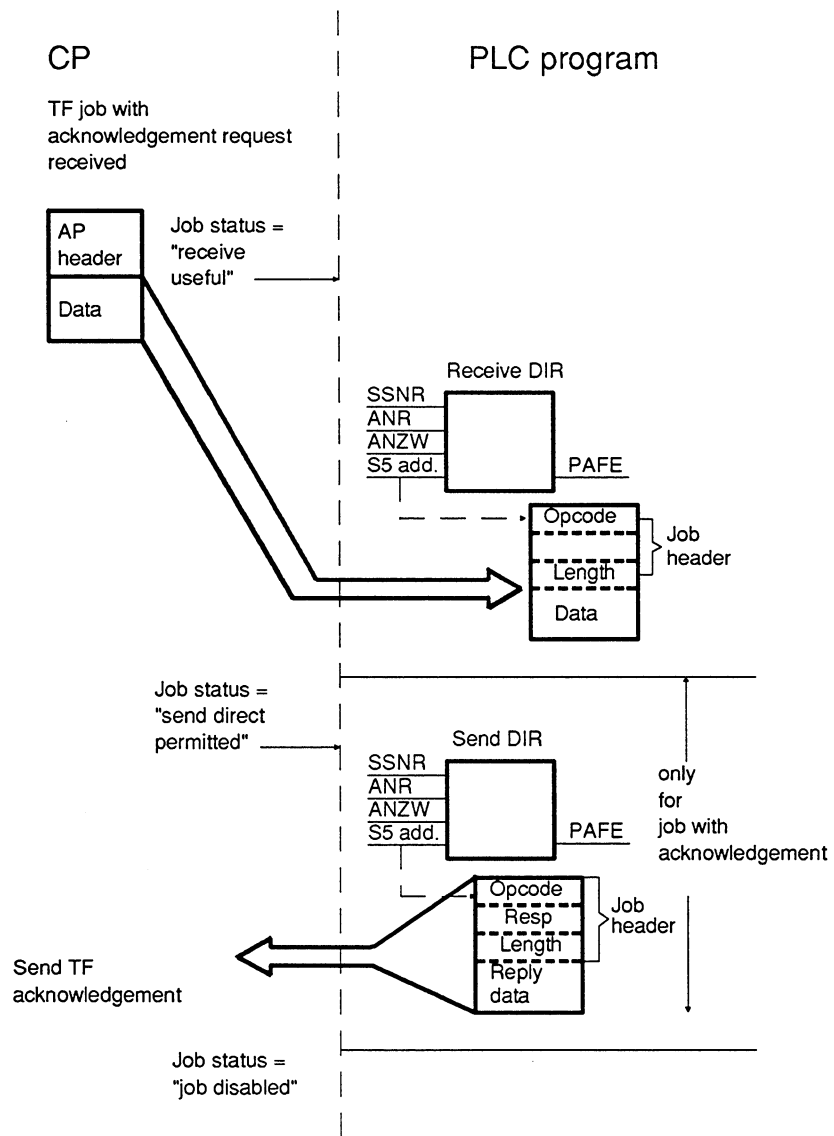 CP
PLC program
TF job with
acknowledgement request
received
AP
header
Data
Job status =
"receive
useful"
Receive DIR
SSNR
ANR
ANZW
S5 add.
PAFE
Opcode
Length
Data
Job
header
Job status =
"send direct
permitted"
Send DIR
SSNR
ANR
ANZW
S5 add.
PAFE
only
for
job with
acknowledgement
Opcode
Resp
Length
Reply
data
Job
header
Send TF
acknowledgement
Job status =
"job disabled"